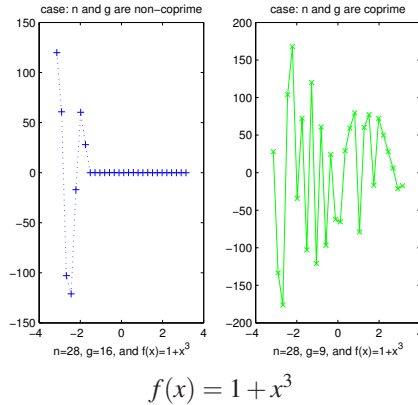 case: n and g are non−coprime
150
100
50
0
−50
−100
−150
−4 −2 0 2 4
n=28, g=16, and f(x)=1+x³
case: n and g are coprime
200
150
100
50
0
−50
−100
−150
−200
−4 −2 0 2 4
n=28, g=9, and f(x)=1+x³
f(x) = 1 + x³